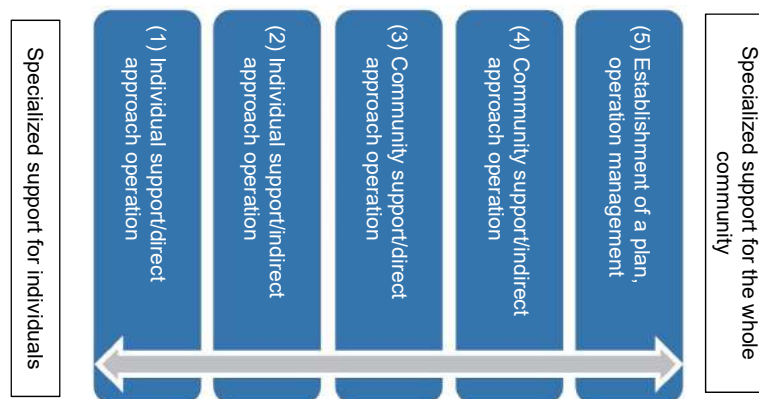 Specialized support for individuals
(1) Individual support/direct
approach operation
(2) Individual support/indirect
approach operation
(3) Community support/direct
approach operation
(4) Community support/indirect
approach operation
(5) Establishment of a plan,
operation management
Specialized support for the whole
community